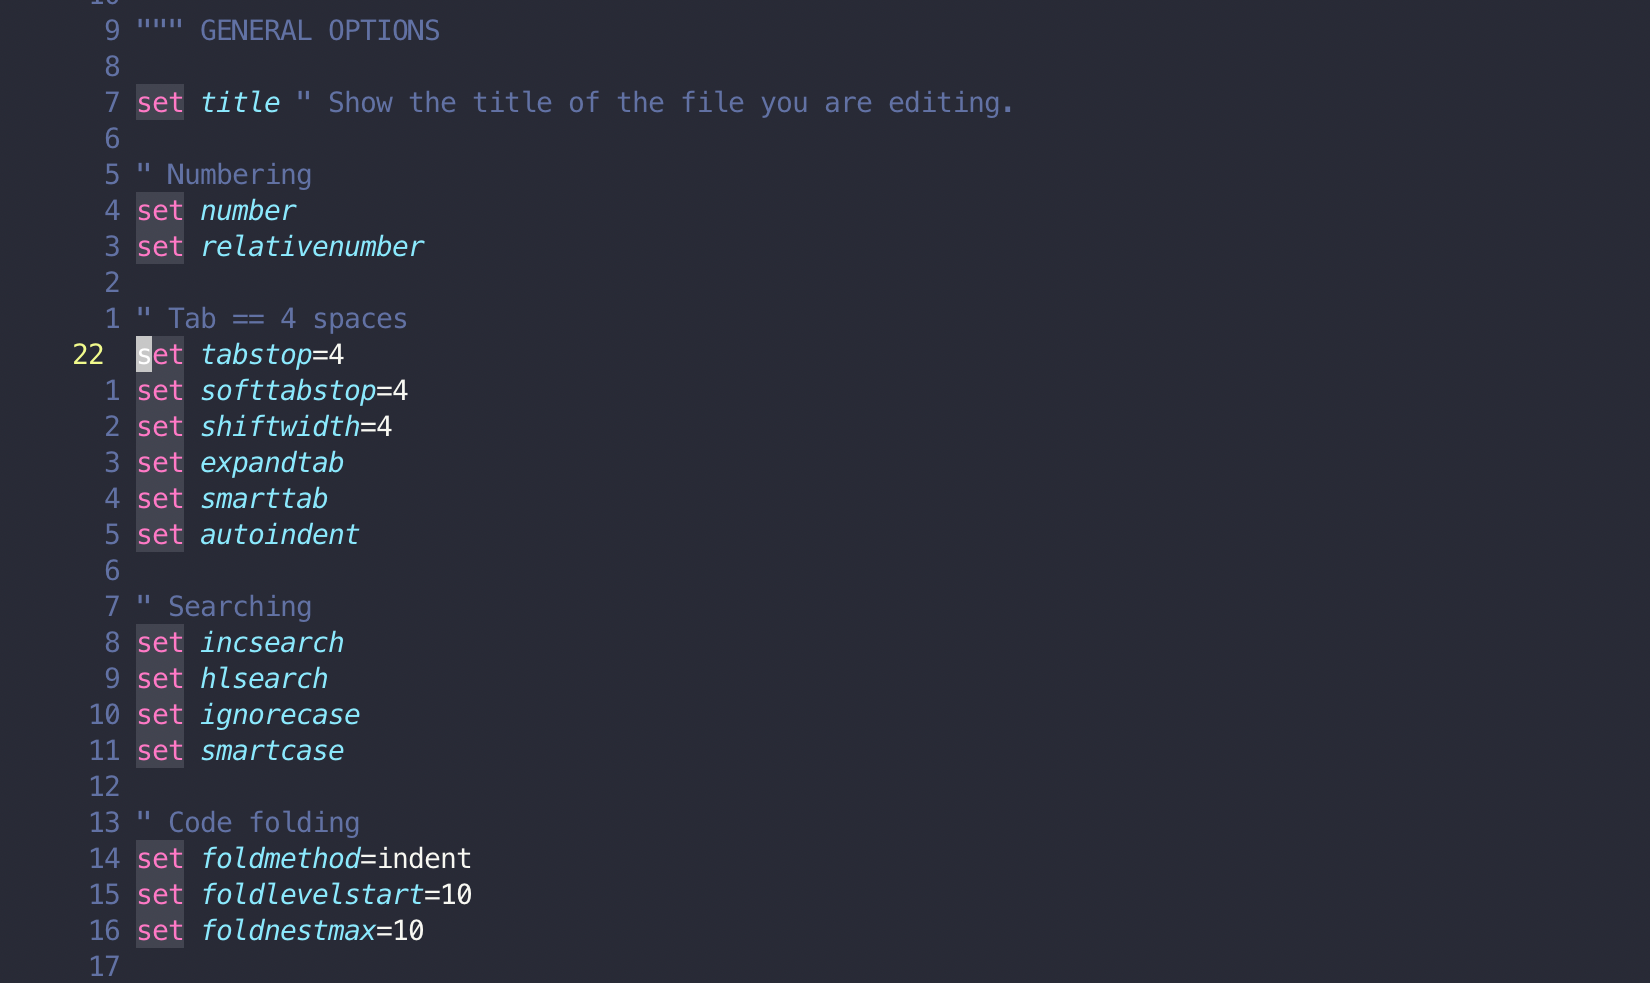 9 """ GENERAL OPTIONS
8
7 set title " Show the title of the file you are editing.
6
5 " Numbering
4 set number
3 set relativenumber
2
1 " Tab == 4 spaces
22 set tabstop=4
1 set softtabstop=4
2 set shiftwidth=4
3 set expandtab
4 set smarttab
5 set autoindent
6
7 " Searching
8 set incsearch
9 set hlsearch
10 set ignorecase
11 set smartcase
12
13 " Code folding
14 set foldmethod=indent
15 set foldlevelstart=10
16 set foldnestmax=10
17